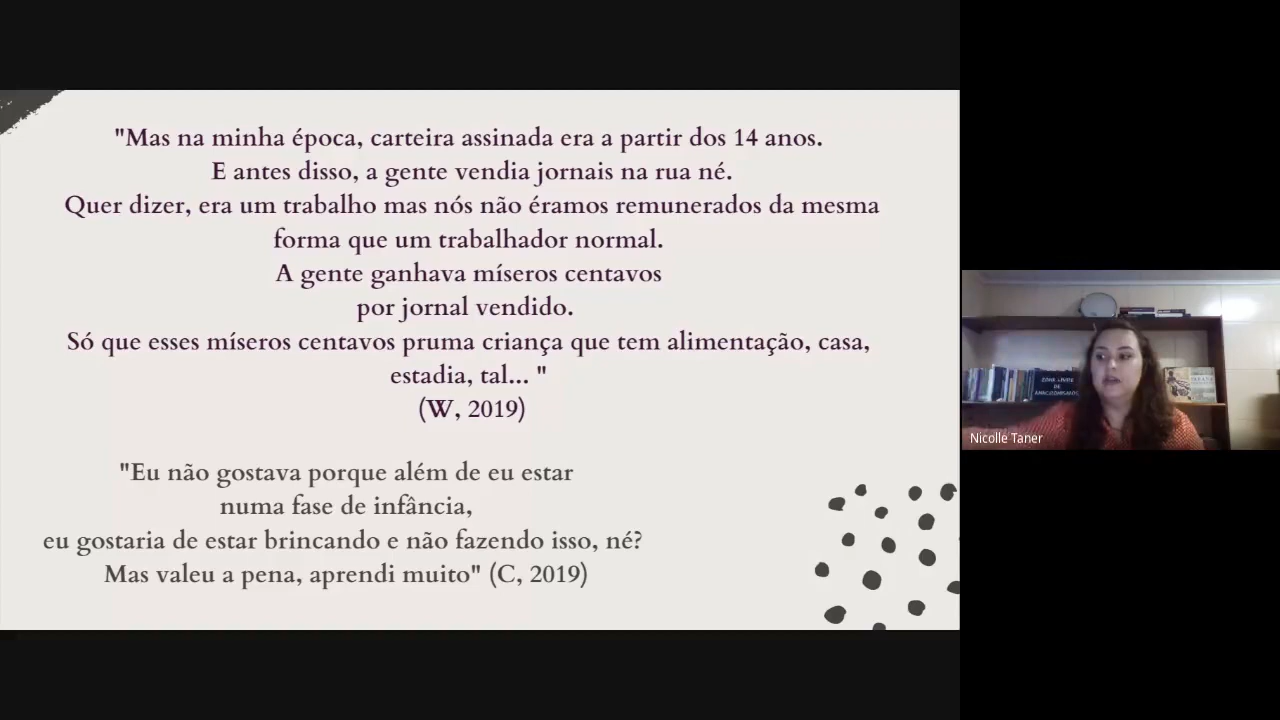 "Mas na minha época, carteira assinada era a partir dos 14 anos.
E antes disso, a gente vendia jornais na rua né.
Quer dizer, era um trabalho mas nós não éramos remunerados da mesma
forma que um trabalhador normal.
A gente ganhava míseros centavos
por jornal vendido.
Só que esses míseros centavos pruma criança que tem alimentação, casa,
estadia, tal... "
(W, 2019)
"Eu não gostava porque além de eu estar
numa fase de infância,
eu gostaria de estar brincando e não fazendo isso, né?
Mas valeu a pena, aprendi muito" (C, 2019)
ZONA LIVRE
DE
Nicolle Taner